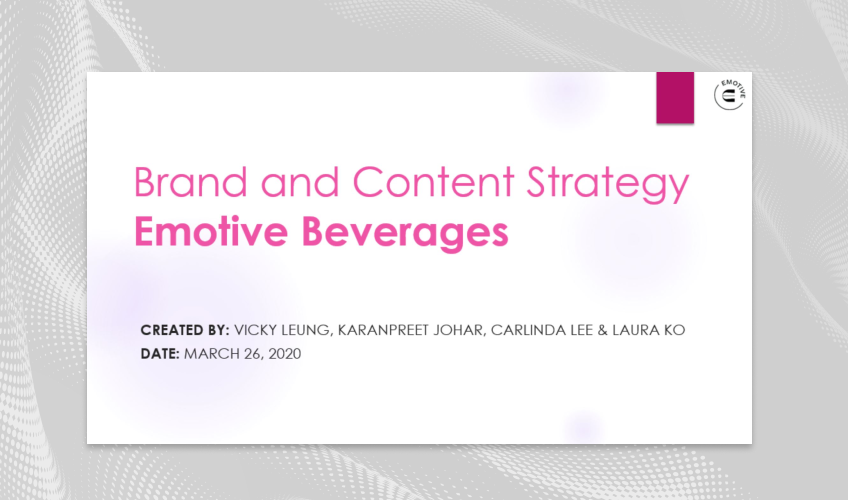 EMOTIVE
Brand and Content Strategy
Emotive Beverages
CREATED BY: VICKY LEUNG, KARANPREET JOHAR, CARLINDA LEE & LAURA KO
DATE: MARCH 26, 2020